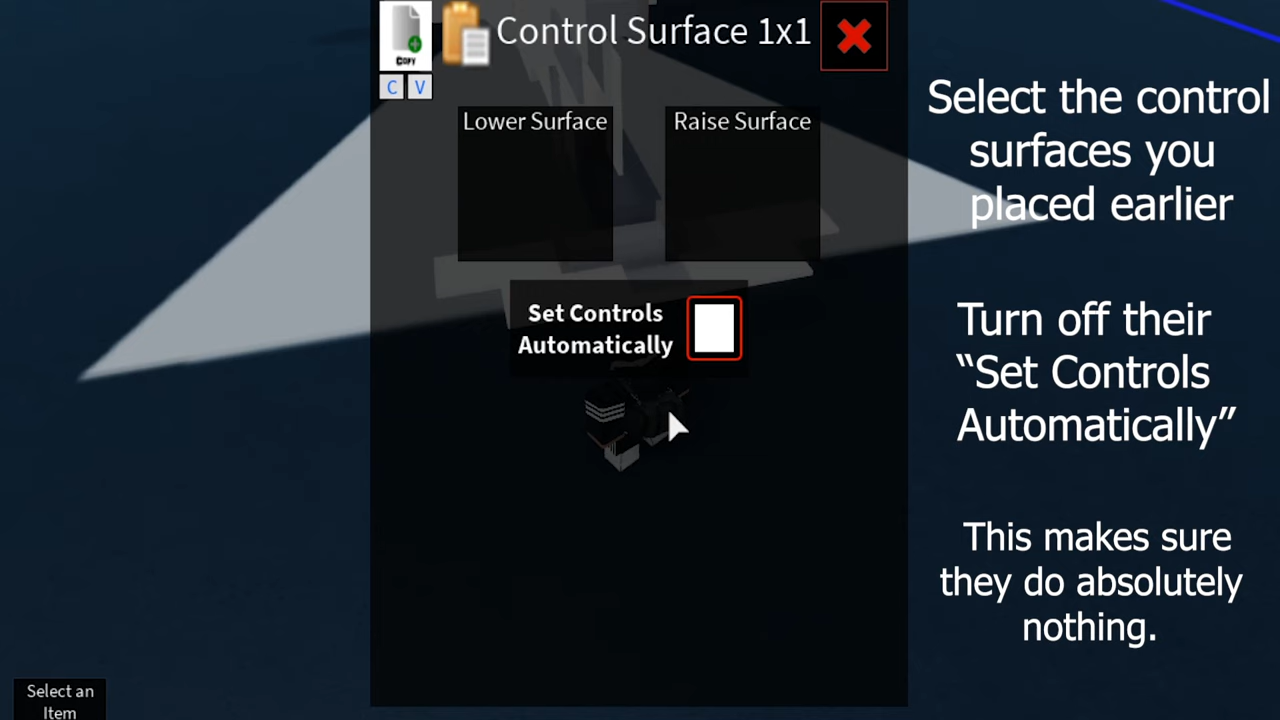 Control Surface 1x1
COPY
C V
Lower Surface
Raise Surface
Set Controls
Automatically
Select the control
surfaces you
placed earlier
Turn off their
“Set Controls
Automatically”
This makes sure
they do absolutely
nothing.
Select an
Item